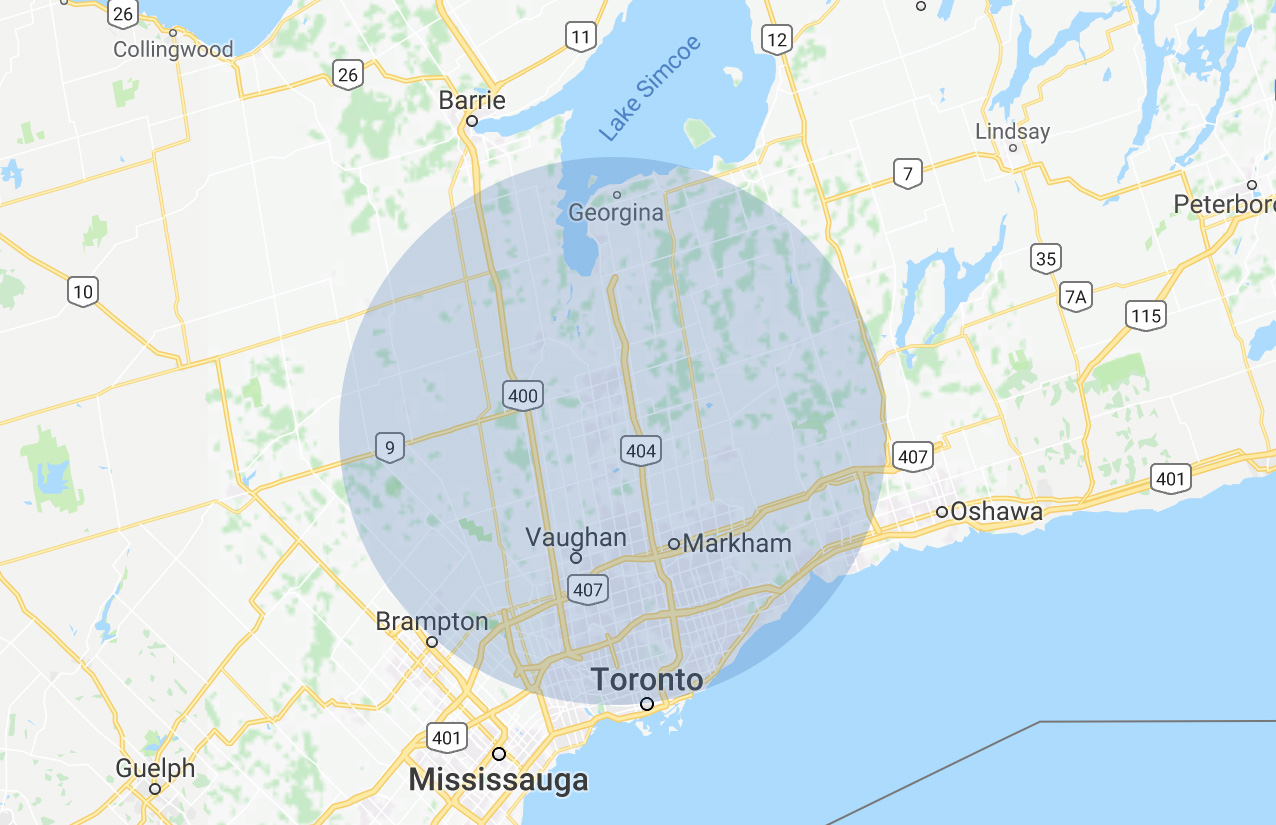 26
Collingwood
11
12
26
Lake Simcoe
Barrie
Lindsay
7
Peterboro
Georgina
35
10
7A
115
400
9
404
407
401
Oshawa
Vaughan
Markham
407
Brampton
Toronto
401
Guelph
Mississauga